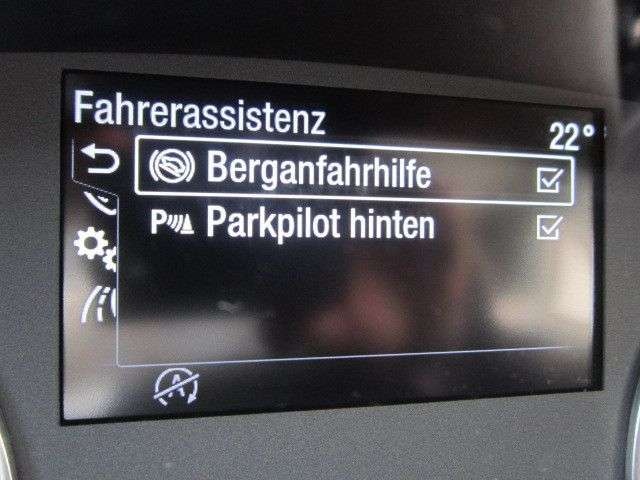 Fahrerassistenz
22°
Berganfahrhilfe
P Parkpilot hinten
A